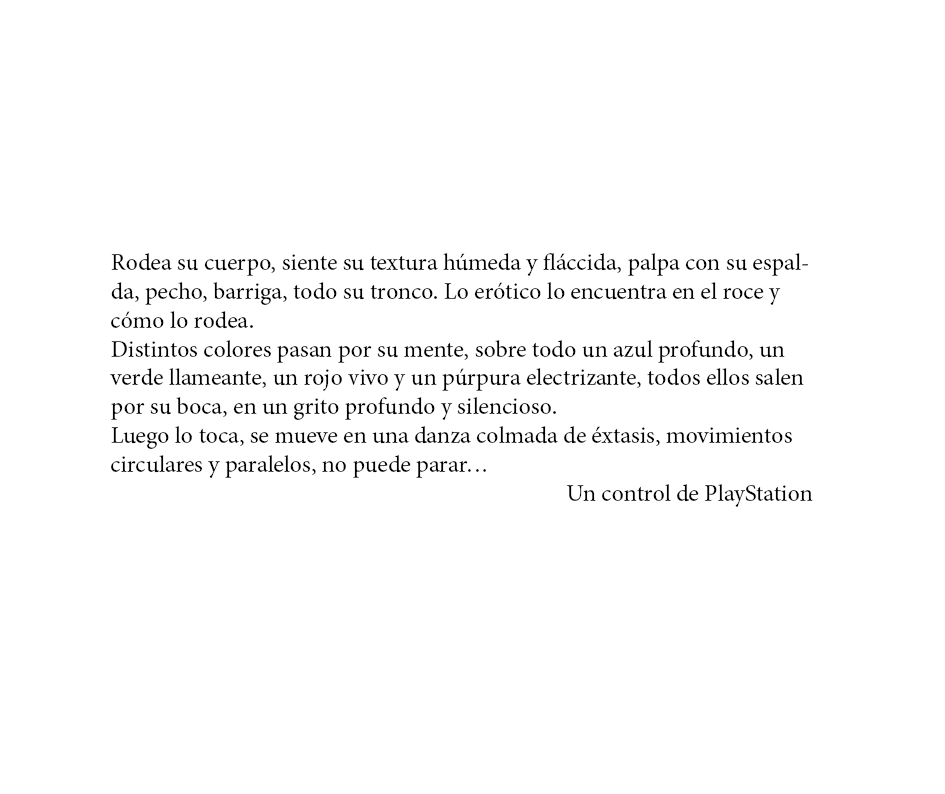 Rodea su cuerpo, siente su textura húmeda y fláccida, palpa con su espal-
da, pecho, barriga, todo su tronco. Lo erótico lo encuentra en el roce y
cómo lo rodea.
Distintos colores pasan por su mente, sobre todo un azul profundo, un
verde llameante, un rojo vivo y un púrpura electrizante, todos ellos salen
por su boca, en un grito profundo y silencioso.
Luego lo toca, se mueve en una danza colmada de éxtasis, movimientos
circulares y paralelos, no puede parar…
Un control de PlayStation